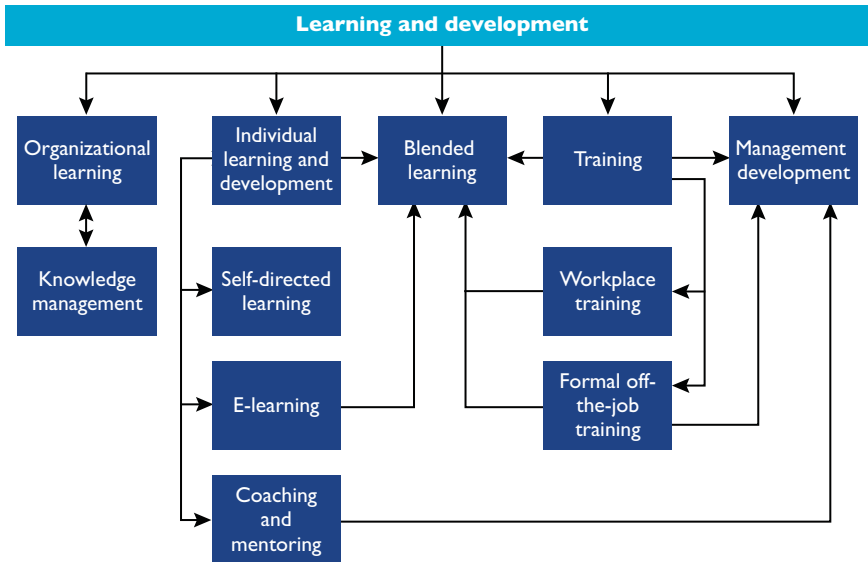 Learning and development
Organizational
learning
Individual
learning and
development
Blended
learning
Training
Management
development
Knowledge
management
Self-directed
learning
Workplace
training
E-learning
Formal off-
the-job
training
Coaching
and
mentoring